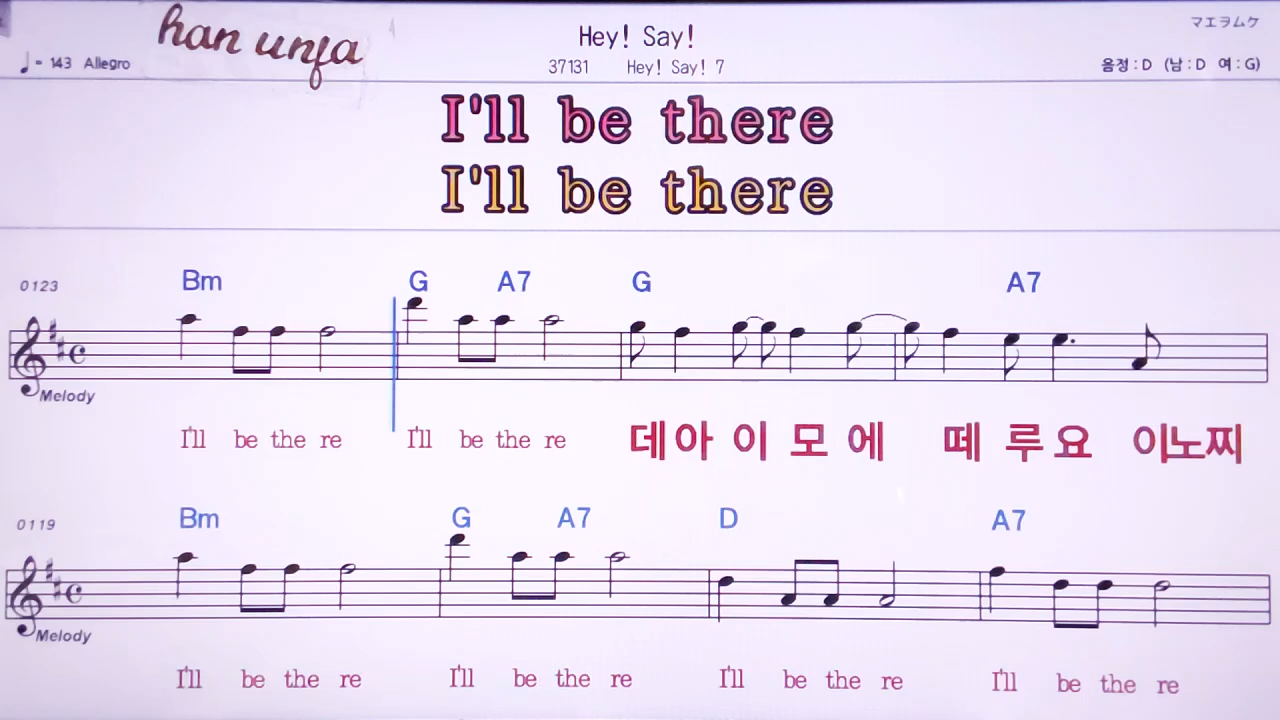 han unfa
Hey! Say!
マエヲムケ
♩= 143 Allegro
37131 Hey! Say! 7
음정:D (남:D 여:G)
I'll be there
I'll be there
0123
Bm G A7 G A7
Melody
I'll be the re I'll be the re 데 아 이 모 에 떼 루 요 이노찌
0119
Bm G A7 D A7
Melody
I'll be the re I'll be the re I'll be the re I'll be the re